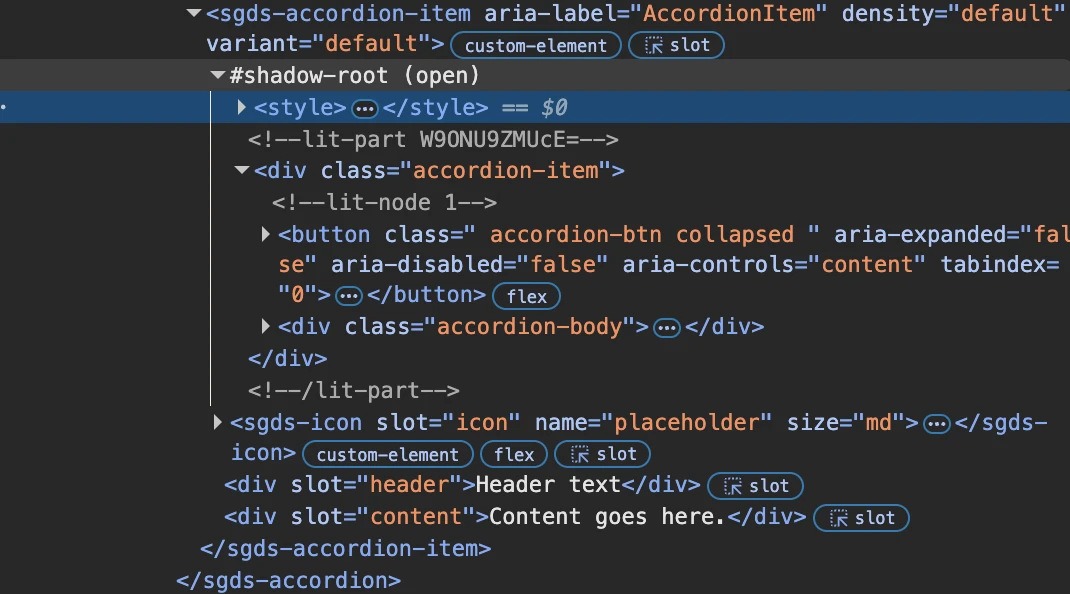 ▼<sgds-accordion-item aria-label="AccordionItem" density="default"
variant="default"> custom-element slot
▼#shadow-root (open)
▶<style>…</style> == $0
<!--lit-part W9ONU9ZMUcE=-->
▼<div class="accordion-item">
<!--lit-node 1-->
▶<button class=" accordion-btn collapsed " aria-expanded="fal
se" aria-disabled="false" aria-controls="content" tabindex=
"0">…</button> flex
▶<div class="accordion-body">…</div>
</div>
<!--/lit-part-->
▶<sgds-icon slot="icon" name="placeholder" size="md">…</sgds-
icon> custom-element flex slot
<div slot="header">Header text</div> slot
<div slot="content">Content goes here.</div> slot
</sgds-accordion-item>
</sgds-accordion>